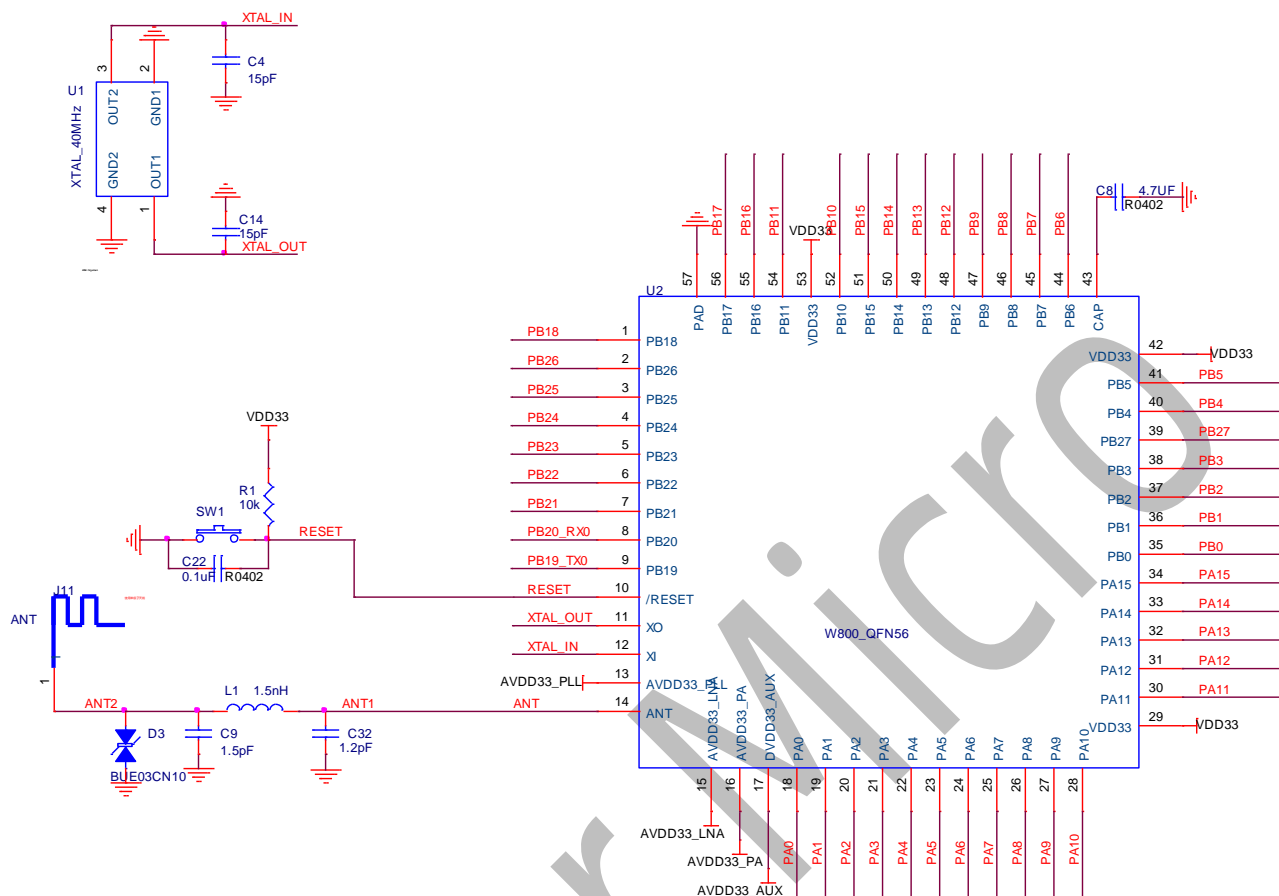 XTAL_IN
C4
15pF
3
2
U1
OUT2
GND1
XTAL_40MHz
GND2
OUT1
4
1
C14
15pF
XTAL_OUT
PB17
PB16
PB11
VDD33
PB10
PB15
PB14
PB13
PB12
PB9
PB8
PB7
PB6
C8
4.7UF
R0402
57
56
55
54
53
52
51
50
49
48
47
46
45
44
43
U2
PAD
PB17
PB16
PB11
VDD33
PB10
PB15
PB14
PB13
PB12
PB9
PB8
PB7
PB6
CAP
PB18 1 PB18
PB26 2 PB26
PB25 3 PB25
PB24 4 PB24
PB23 5 PB23
PB22 6 PB22
PB21 7 PB21
PB20_RX0 8 PB20
PB19_TX0 9 PB19
RESET 10 /RESET
XTAL_OUT 11 XO
XTAL_IN 12 XI
AVDD33_PLL 13 AVDD33_PLL
ANT 14 ANT
VDD33 42 VDD33
PB5 41 PB5
PB4 40 PB4
PB27 39 PB27
PB3 38 PB3
PB2 37 PB2
PB1 36 PB1
PB0 35 PB0
PA15 34 PA15
PA14 33 PA14
PA13 32 PA13
PA12 31 PA12
PA11 30 PA11
VDD33 29 VDD33
W800_QFN56
VDD33
R1
10k
SW1
RESET
C22
0.1uF
R0402
J11
ANT
1
ANT2
L1 1.5nH
ANT1
D3
BUE03CN10
C9
1.5pF
C32
1.2pF
AVDD33_LNA
AVDD33_PA
DVDD33_AUX
PA0
PA1
PA2
PA3
PA4
PA5
PA6
PA7
PA8
PA9
PA10
15
16
17
18
19
20
21
22
23
24
25
26
27
28
AVDD33_LNA
AVDD33_PA
AVDD33_AUX
PA0
PA1
PA2
PA3
PA4
PA5
PA6
PA7
PA8
PA9
PA10
r Micro